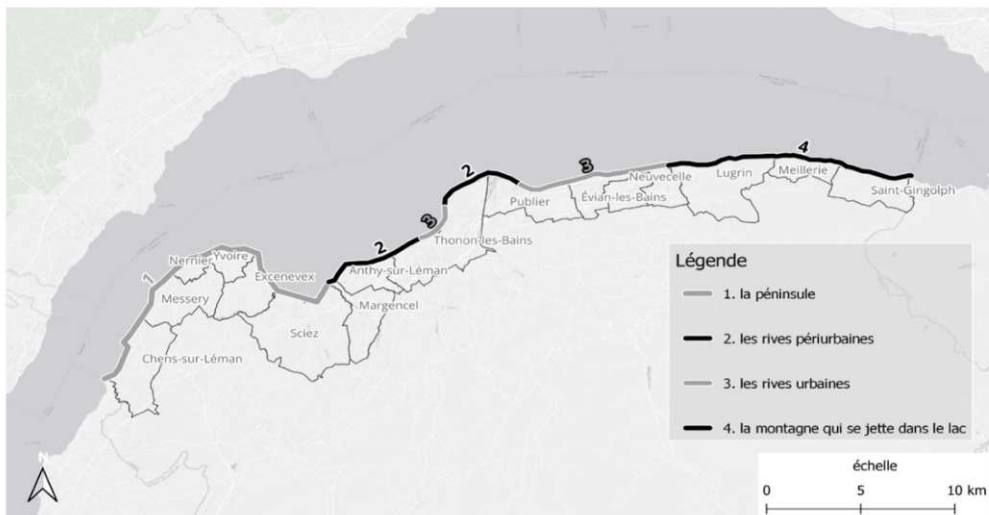 4
2
3
3
Neuvecelle
Meillerie
Lugrin
Saint-Gingolph
Publier
Évian-les-Bains
Thonon-les-Bains
2
Yvoire
Nernier
1
Excenevex
Anthy-sur-Léman
Messery
Margencel
Sciez
Chens-sur-Léman
Légende
1. la péninsule
2. les rives périurbaines
3. les rives urbaines
4. la montagne qui se jette dans le lac
N
échelle
0 5 10 km